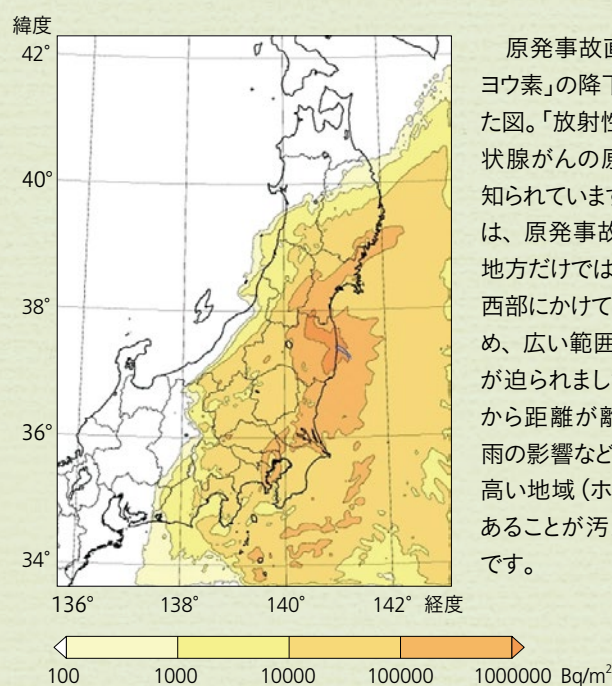 緯度
42°
40°
38°
36°
34°
136°
138°
140°
142°
経度
100
1000
10000
100000
1000000
Bq/m²
原発事故直
ヨウ素」の降下
た図。「放射性
状腺がんの原
知られています
は、原発事故
地方だけでは
西部にかけて
め、広い範囲
が迫られまし
から距離が離
雨の影響など
高い地域（ホ
あることが汚
です。